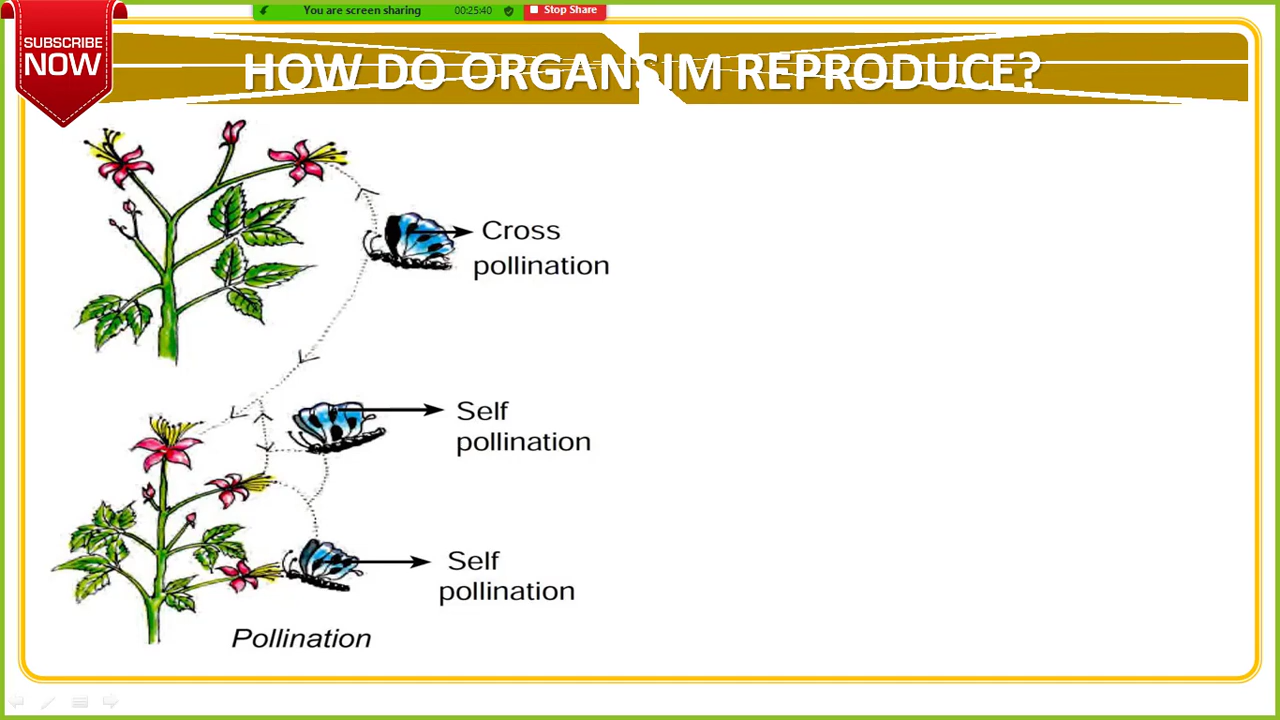 You are screen sharing 00:25:40 Stop Share
SUBSCRIBE
NOW
HOW DO ORGANSIM REPRODUCE?
Cross
pollination
Self
pollination
Self
pollination
Pollination